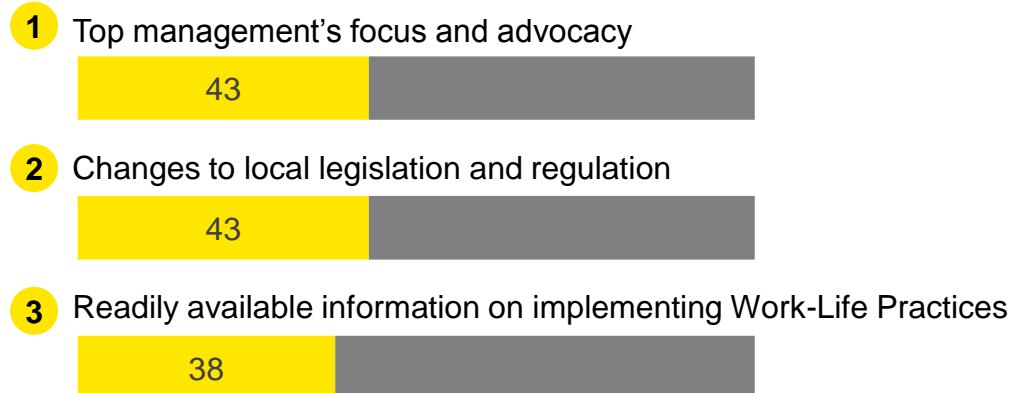 1 Top management’s focus and advocacy
43
2 Changes to local legislation and regulation
43
3 Readily available information on implementing Work-Life Practices
38